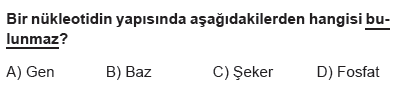 Bir nükleotidin yapısında aşağıdakilerden hangisi bu-
lunmaz?
A) Gen B) Baz C) Şeker D) Fosfat